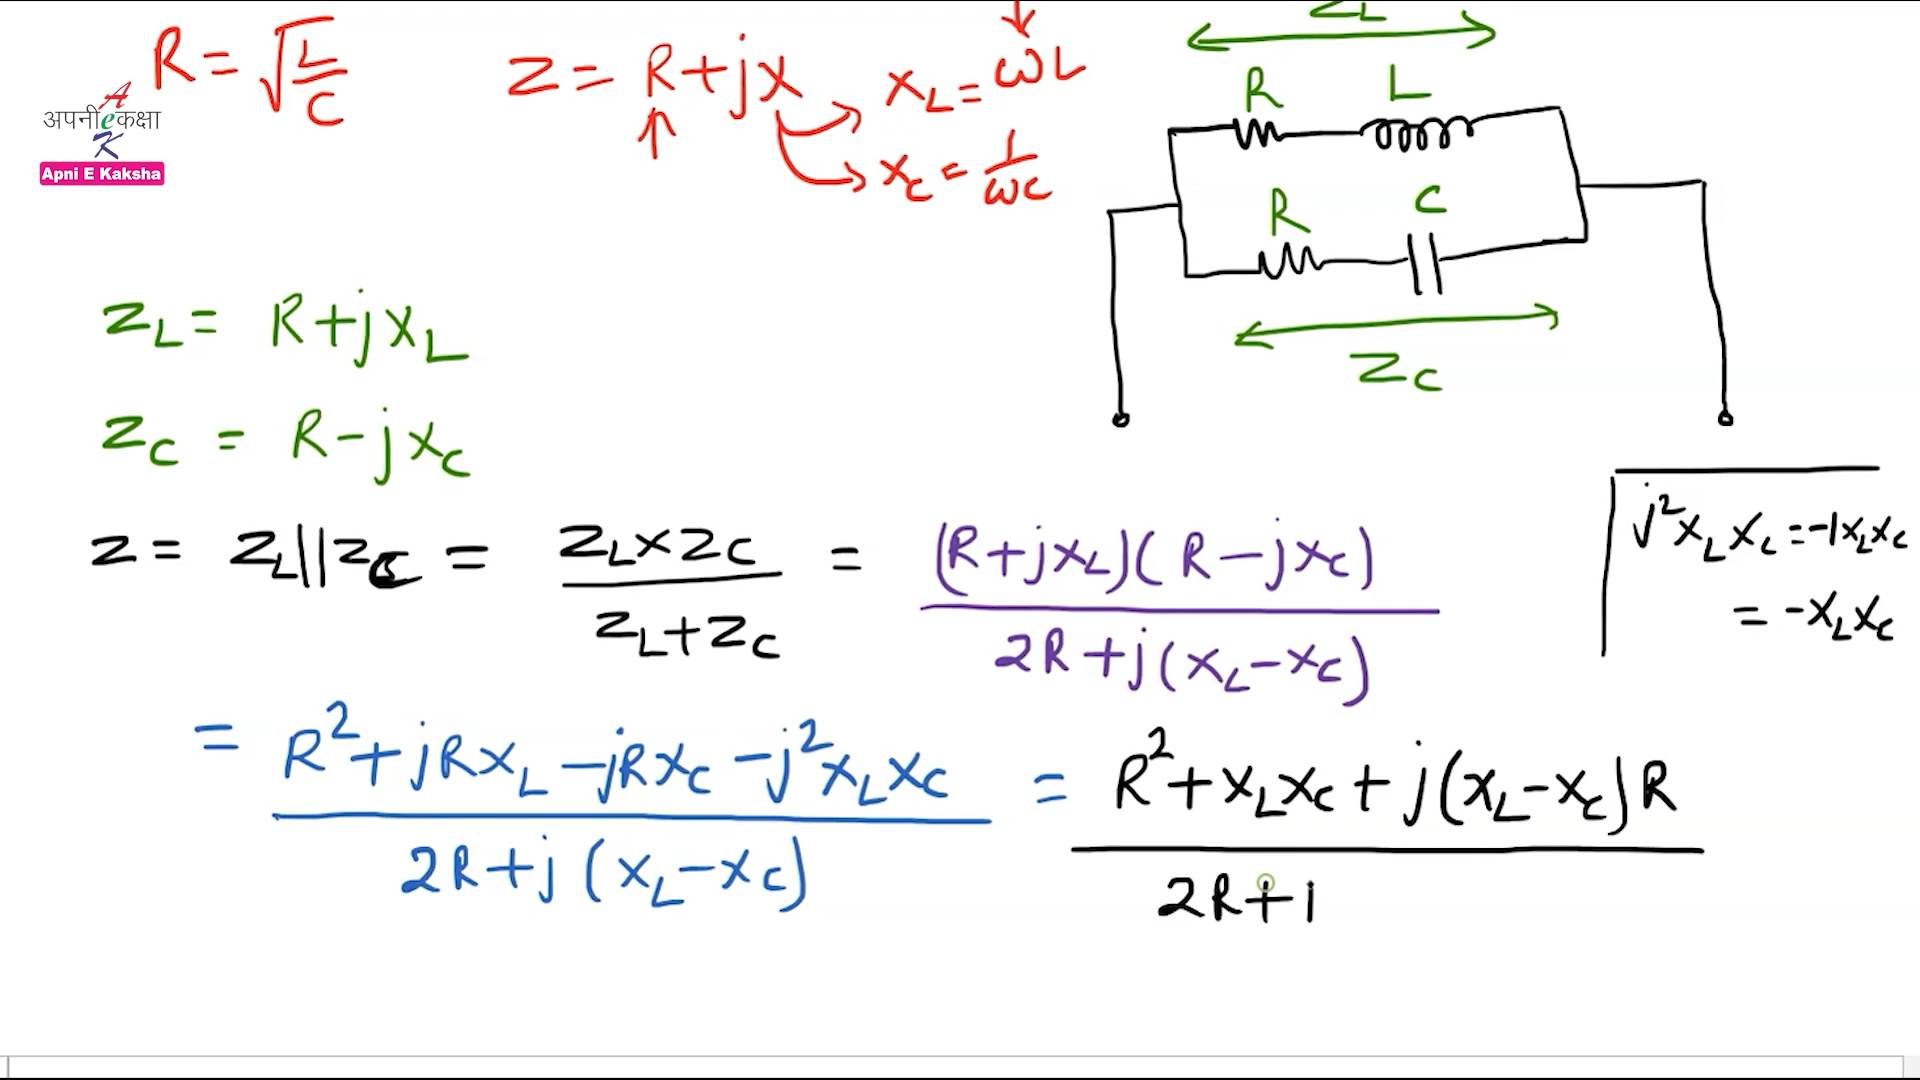 R = √(L/C)
Z = R + jX
X_L = ωL
X_C = 1/ωC
A
अपनीeकक्षा
K
Apni E Kaksha
Z_L
R L
R C
Z_C
Z_L = R + jX_L
Z_C = R - jX_C
Z = Z_L || Z_C = (Z_L × Z_C)/(Z_L + Z_C) = (R + jX_L)(R - jX_C)/(2R + j(X_L - X_C))
j²X_L X_C = -1X_L X_C
= -X_L X_C
= (R² + jRX_L - jRX_C - j²X_L X_C)/(2R + j(X_L - X_C)) = (R² + X_L X_C + j(X_L - X_C)R)/(2R +ı